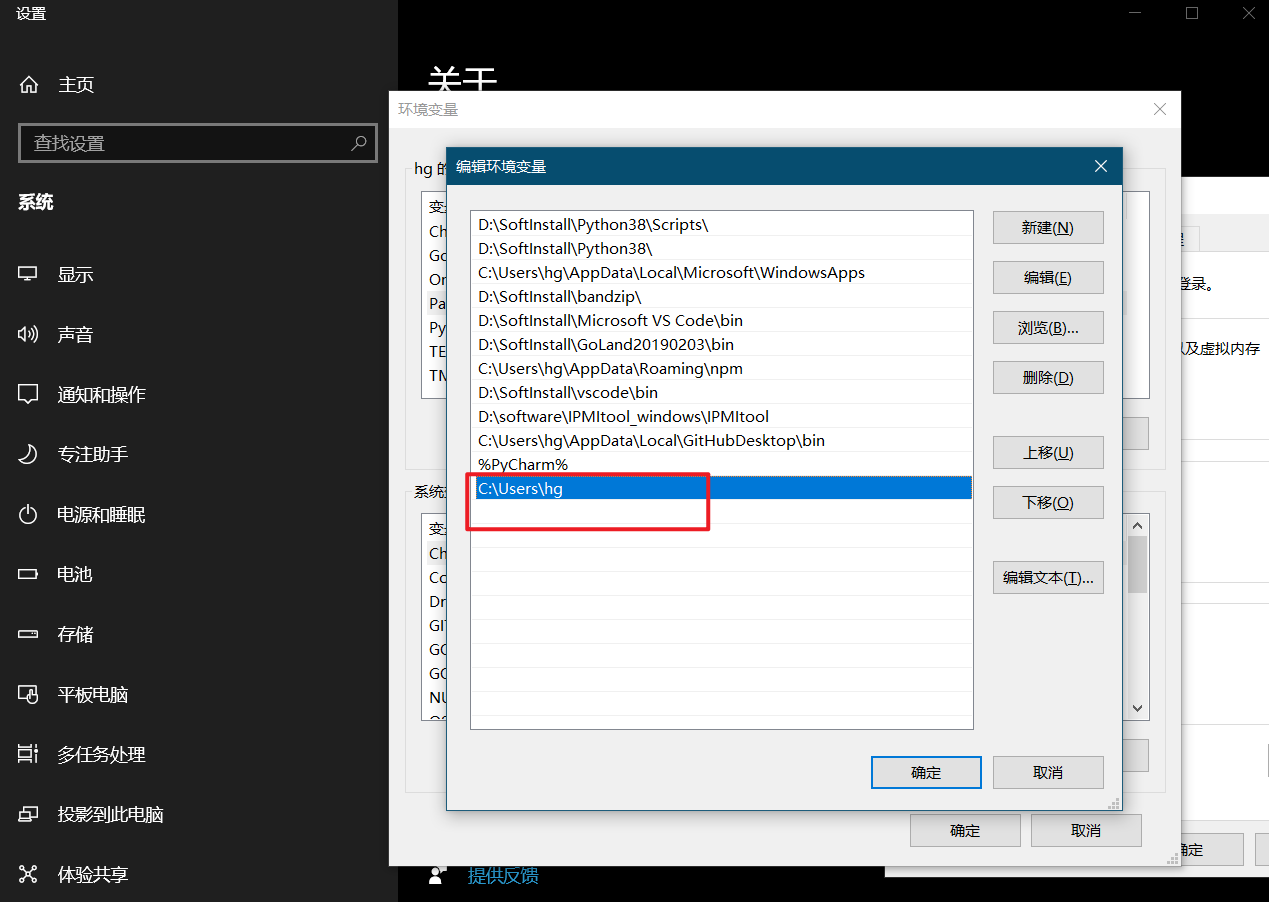 设置
主页
查找设置
系统
显示
声音
通知和操作
专注助手
电源和睡眠
电池
存储
平板电脑
多任务处理
投影到此电脑
体验共享
关于
环境变量
hg 的
变
Ch
Go
On
Pa
Py
TE
TM
系统
变
Ch
Co
Dr
GI
GO
GO
NU
编辑环境变量
D:\SoftInstall\Python38\Scripts\
D:\SoftInstall\Python38\
C:\Users\hg\AppData\Local\Microsoft\WindowsApps
D:\SoftInstall\bandzip\
D:\SoftInstall\Microsoft VS Code\bin
D:\SoftInstall\GoLand20190203\bin
C:\Users\hg\AppData\Roaming\npm
D:\SoftInstall\vscode\bin
D:\software\IPMItool_windows\IPMItool
C:\Users\hg\AppData\Local\GitHubDesktop\bin
%PyCharm%
C:\Users\hg
新建(N)
编辑(E)
浏览(B)...
删除(D)
上移(U)
下移(O)
编辑文本(T)...
确定
取消
确定
取消
登录。
以及虚拟内存
确定
提供反馈